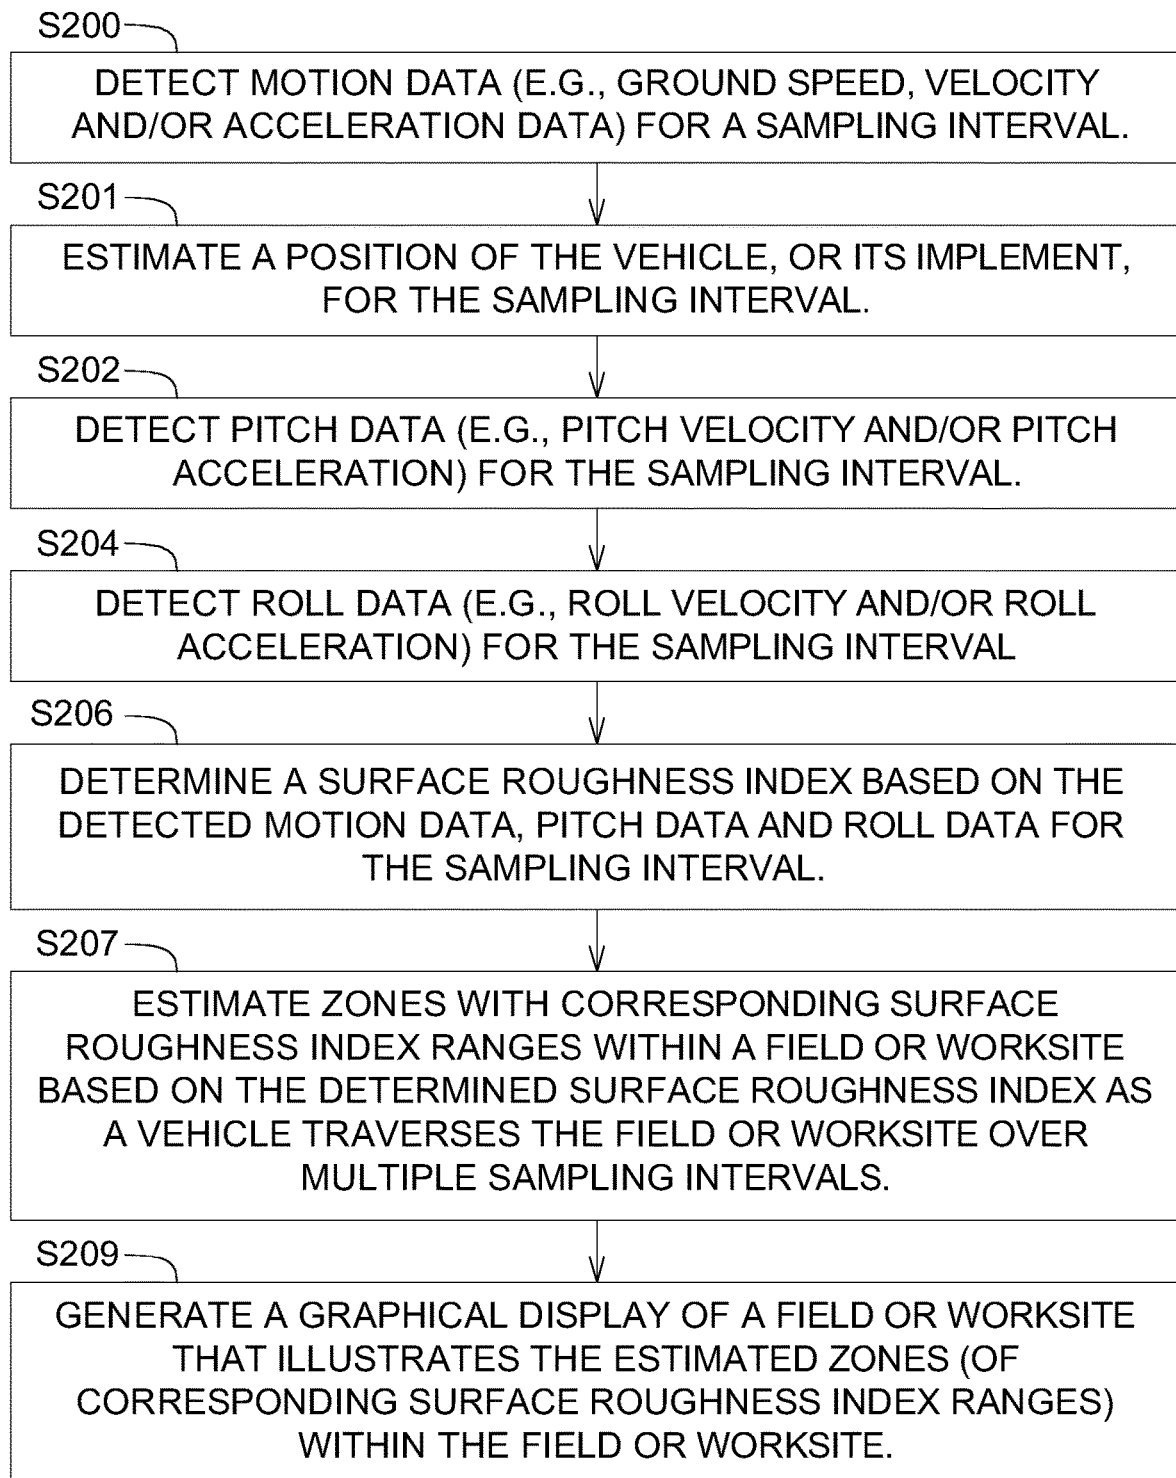 S200
DETECT MOTION DATA (E.G., GROUND SPEED, VELOCITY
AND/OR ACCELERATION DATA) FOR A SAMPLING INTERVAL.
S201
ESTIMATE A POSITION OF THE VEHICLE, OR ITS IMPLEMENT,
FOR THE SAMPLING INTERVAL.
S202
DETECT PITCH DATA (E.G., PITCH VELOCITY AND/OR PITCH
ACCELERATION) FOR THE SAMPLING INTERVAL.
S204
DETECT ROLL DATA (E.G., ROLL VELOCITY AND/OR ROLL
ACCELERATION) FOR THE SAMPLING INTERVAL
S206
DETERMINE A SURFACE ROUGHNESS INDEX BASED ON THE
DETECTED MOTION DATA, PITCH DATA AND ROLL DATA FOR
THE SAMPLING INTERVAL.
S207
ESTIMATE ZONES WITH CORRESPONDING SURFACE
ROUGHNESS INDEX RANGES WITHIN A FIELD OR WORKSITE
BASED ON THE DETERMINED SURFACE ROUGHNESS INDEX AS
A VEHICLE TRAVERSES THE FIELD OR WORKSITE OVER
MULTIPLE SAMPLING INTERVALS.
S209
GENERATE A GRAPHICAL DISPLAY OF A FIELD OR WORKSITE
THAT ILLUSTRATES THE ESTIMATED ZONES (OF
CORRESPONDING SURFACE ROUGHNESS INDEX RANGES)
WITHIN THE FIELD OR WORKSITE.